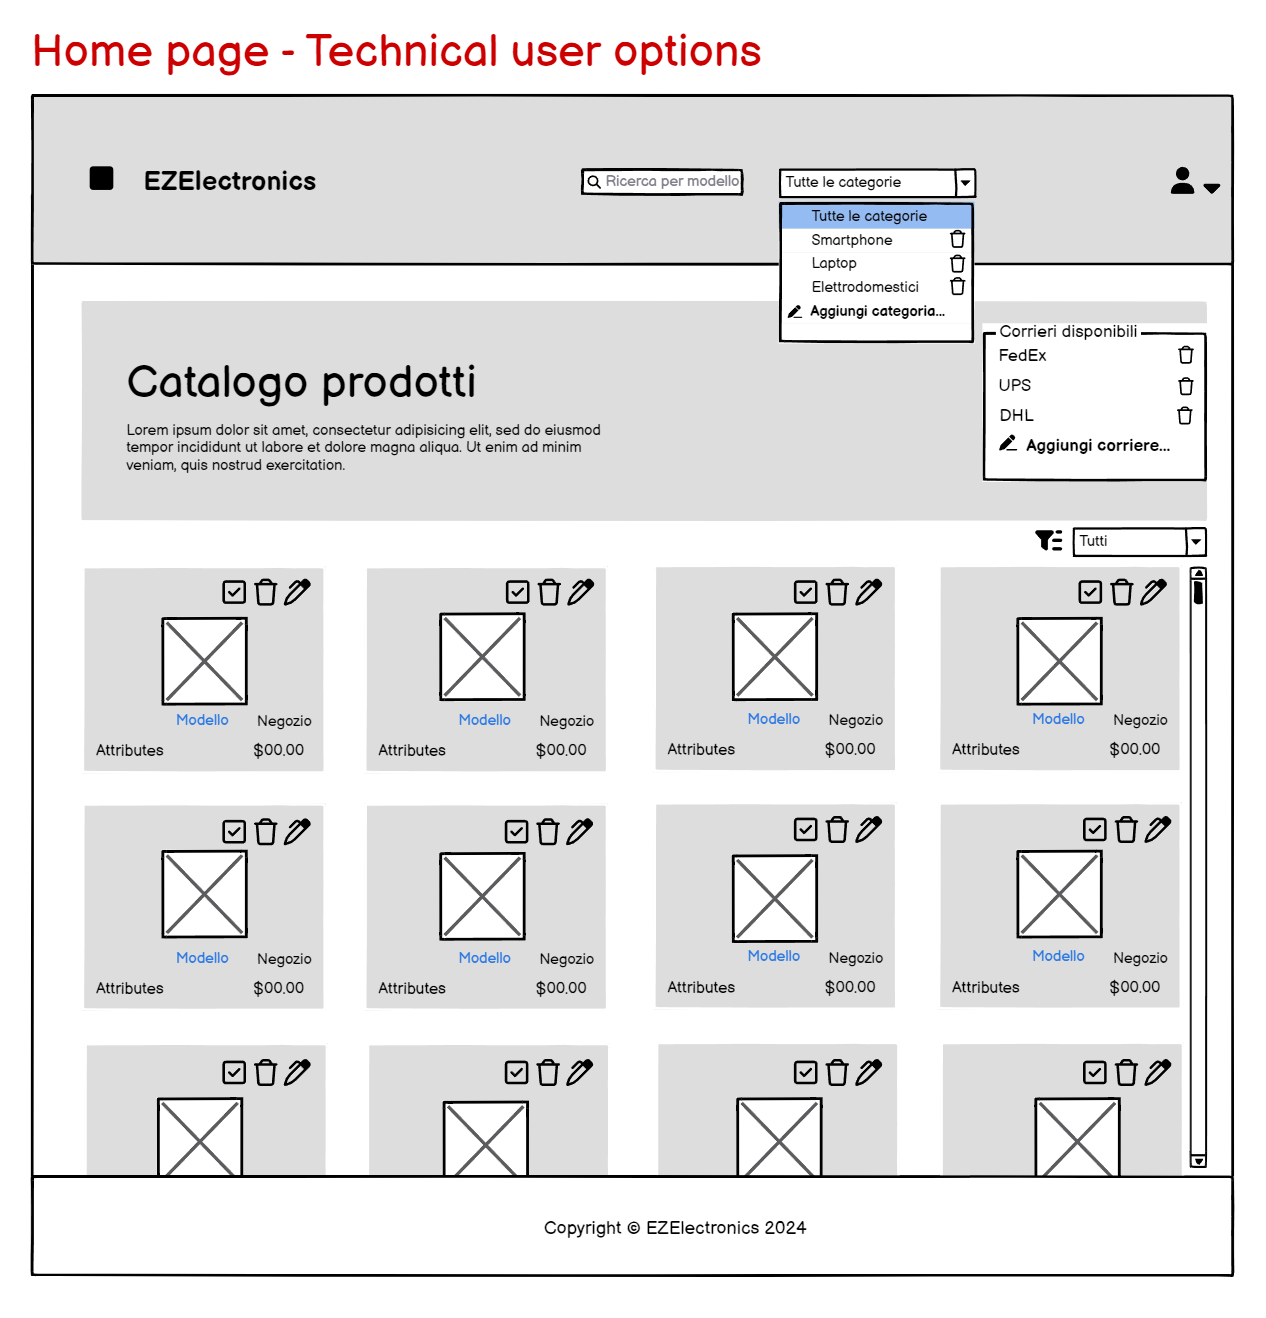 Home page - Technical user options
EZElectronics
Ricerca per modello
Tutte le categorie
Tutte le categorie
Smartphone
Laptop
Elettrodomestici
Aggiungi categoria...
Corrieri disponibili
FedEx
UPS
DHL
Aggiungi corriere...
Catalogo prodotti
Lorem ipsum dolor sit amet, consectetur adipisicing elit, sed do eiusmod
tempor incididunt ut labore et dolore magna aliqua. Ut enim ad minim
veniam, quis nostrud exercitation.
Tutti
Modello Negozio
Attributes $00.00
Modello Negozio
Attributes $00.00
Modello Negozio
Attributes $00.00
Modello Negozio
Attributes $00.00
Modello Negozio
Attributes $00.00
Modello Negozio
Attributes $00.00
Modello Negozio
Attributes $00.00
Modello Negozio
Attributes $00.00
Copyright © EZElectronics 2024